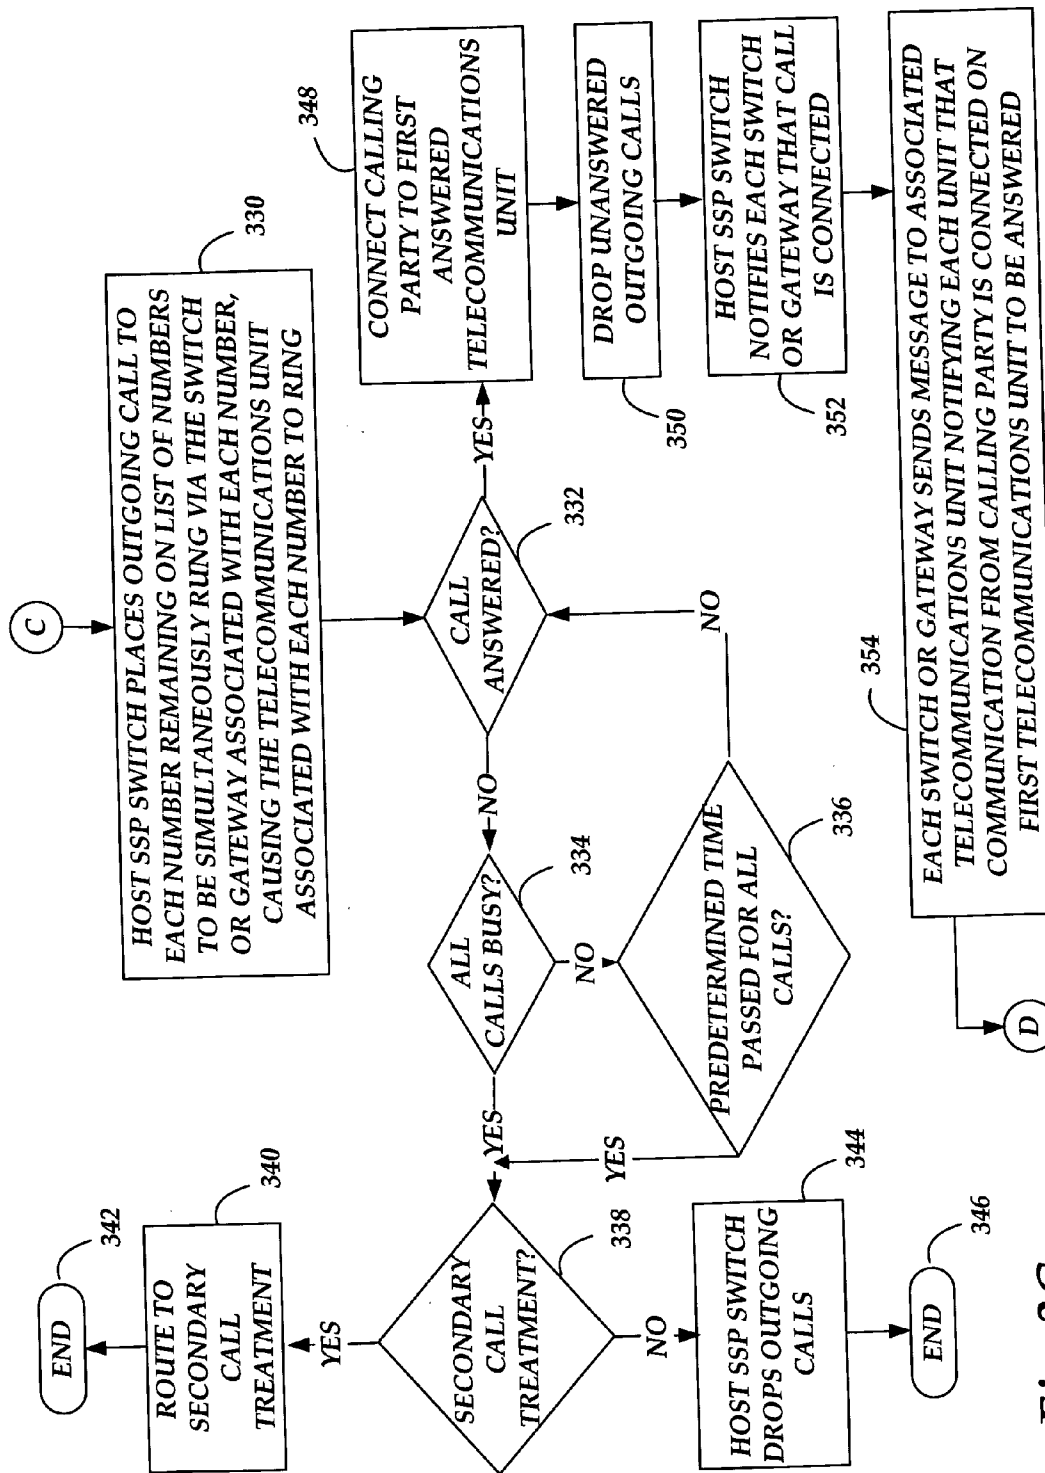 C
HOST SSP SWITCH PLACES OUTGOING CALL TO
EACH NUMBER REMAINING ON LIST OF NUMBERS
TO BE SIMULTANEOUSLY RUNG VIA THE SWITCH
OR GATEWAY ASSOCIATED WITH EACH NUMBER,
CAUSING THE TELECOMMUNICATIONS UNIT
ASSOCIATED WITH EACH NUMBER TO RING
330
CALL
ANSWERED?
332
YES
NO
CONNECT CALLING
PARTY TO FIRST
ANSWERED
TELECOMMUNICATIONS
UNIT
348
DROP UNANSWERED
OUTGOING CALLS
350
HOST SSP SWITCH
NOTIFIES EACH SWITCH
OR GATEWAY THAT CALL
IS CONNECTED
352
EACH SWITCH OR GATEWAY SENDS MESSAGE TO ASSOCIATED
TELECOMMUNICATIONS UNIT NOTIFYING EACH UNIT THAT
COMMUNICATION FROM CALLING PARTY IS CONNECTED ON
FIRST TELECOMMUNICATIONS UNIT TO BE ANSWERED
354
D
ALL
CALLS BUSY?
334
YES
NO
PREDETERMINED TIME
PASSED FOR ALL
CALLS?
336
YES
NO
SECONDARY
CALL
TREATMENT?
338
YES
NO
ROUTE TO
SECONDARY
CALL
TREATMENT
340
END
342
HOST SSP SWITCH
DROPS OUTGOING
CALLS
344
END
346